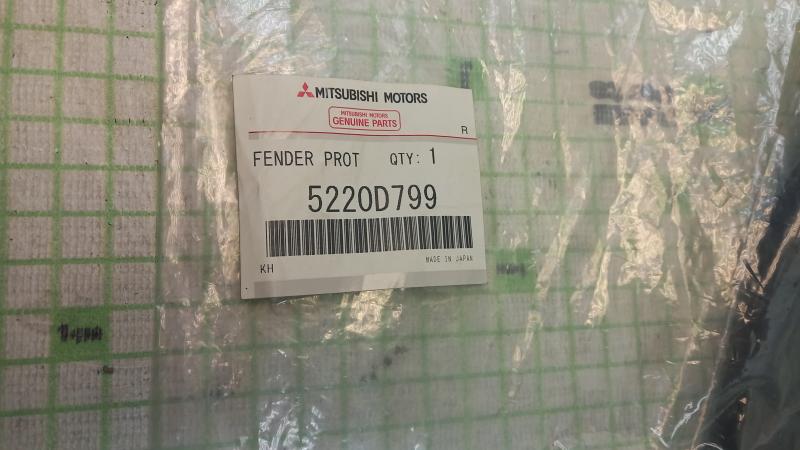 MITSUBISHI MOTORS
MITSUBISHI MOTORS
GENUINE PARTS
R
FENDER PROT QTY: 1
5220D799
KH
MADE IN JAPAN